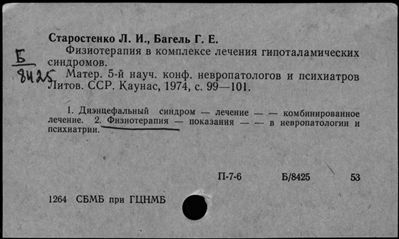 Старостенко Л. И., Багель Г. Е.
Физиотерапия в комплексе лечения гипоталамических
синдромов.
Б
8425
Матер. 5-й науч. конф. невропатологов и психиатров
Литов. ССР. Каунас, 1974, с. 99—101.
1. Диэнцефальный синдром — лечение — — комбинированное
лечение. 2. Физиотерапия — показания — — в невропатологии и
психиатрии.
П-7-6 Б/8425 53
1264 СБМБ при ГЦНМБ